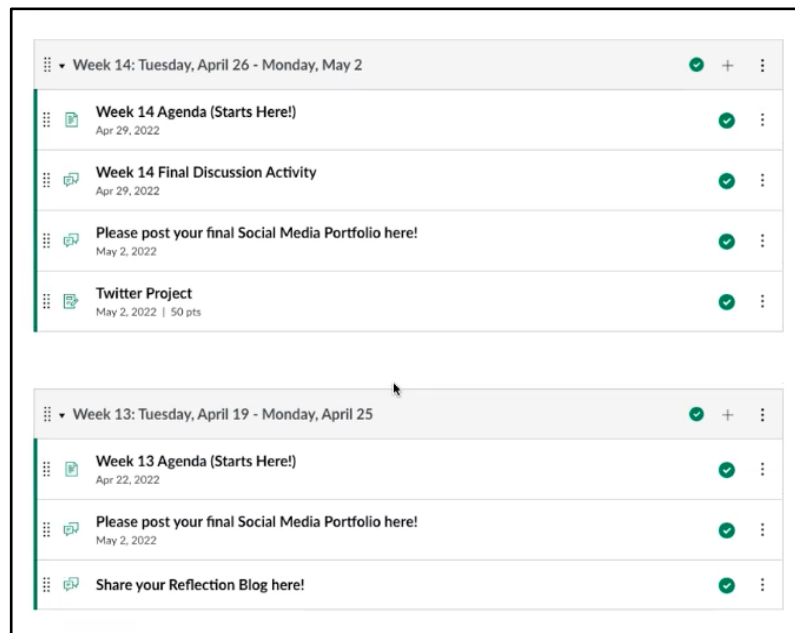 Week 14: Tuesday, April 26 - Monday, May 2
Week 14 Agenda (Starts Here!)
Apr 29, 2022
Week 14 Final Discussion Activity
Apr 29, 2022
Please post your final Social Media Portfolio here!
May 2, 2022
Twitter Project
May 2, 2022 | 50 pts
Week 13: Tuesday, April 19 - Monday, April 25
Week 13 Agenda (Starts Here!)
Apr 22, 2022
Please post your final Social Media Portfolio here!
May 2, 2022
Share your Reflection Blog here!